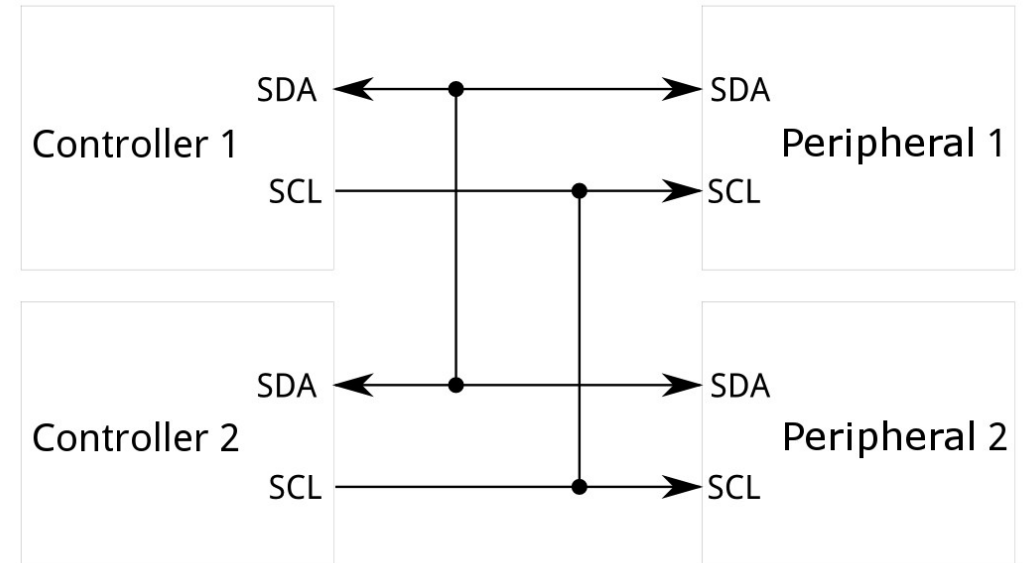 SDA
SDA
Controller 1
Peripheral 1
SCL
SCL
SDA
SDA
Controller 2
Peripheral 2
SCL
SCL